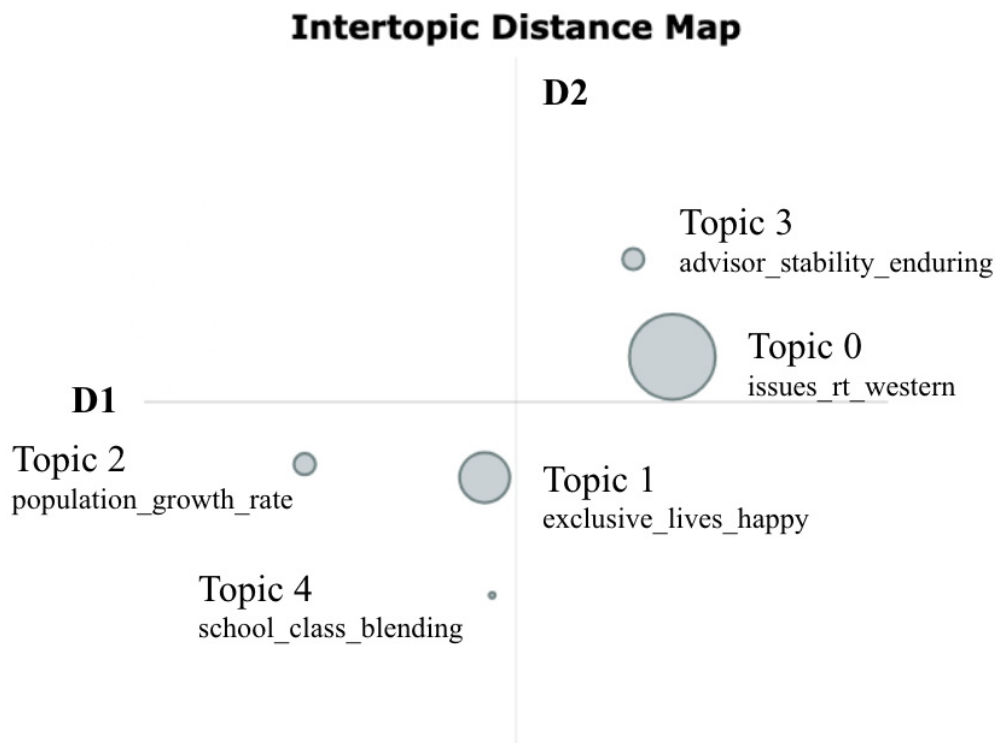 Intertopic Distance Map
D2
Topic 3
advisor_stability_enduring
Topic 0
issues_rt_western
D1
Topic 2
population_growth_rate
Topic 1
exclusive_lives_happy
Topic 4
school_class_blending